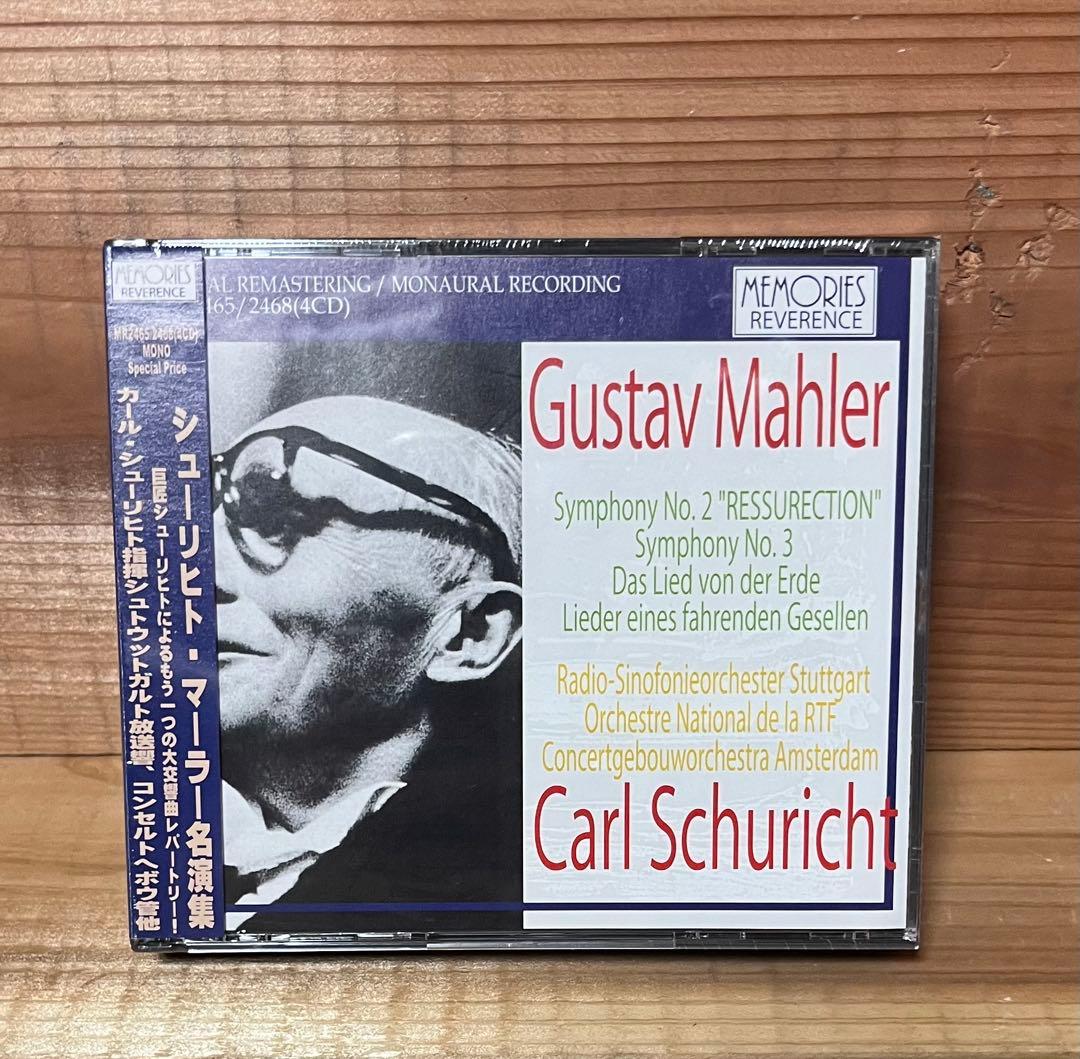 MEMORIES
REVERENCE
MR2465/2468(4CD)
MONO
Special Price
シューリヒト・マーラー名演集
巨匠シューリヒトによるもう一つの大交響曲レパートリー!
カール・シューリヒト指揮シュトゥットガルト放送響、コンセルトヘボウ管他
AL REMASTERING / MONAURAL RECORDING
465/2468(4CD)
MEMORIES
REVERENCE
Gustav Mahler
Symphony No. 2 "RESSURECTION"
Symphony No. 3
Das Lied von der Erde
Lieder eines fahrenden Gesellen
Radio-Sinofonieorchester Stuttgart
Orchestre National de la RTF
Concertgebouworchestra Amsterdam
Carl Schuricht